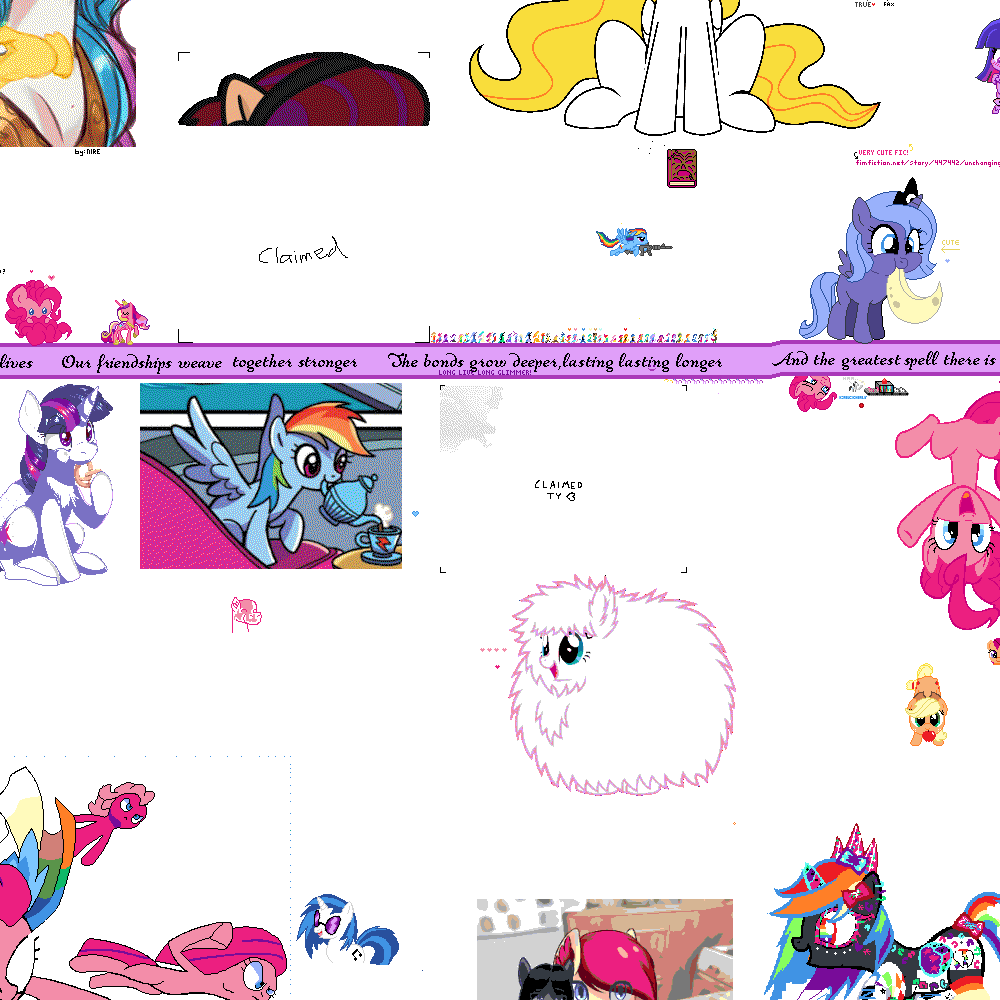 TRUE♥ FAX
by:NIRE
VERY CUTE FIC!
fimfiction.net/story/447442/unchanging
Claimed
CUTE
lives Our friendships weave together stronger The bonds grow deeper,lasting lasting longer And the greatest spell there is
LONG LIVE LONG GLIMMER!
CLAIMED
TY <3